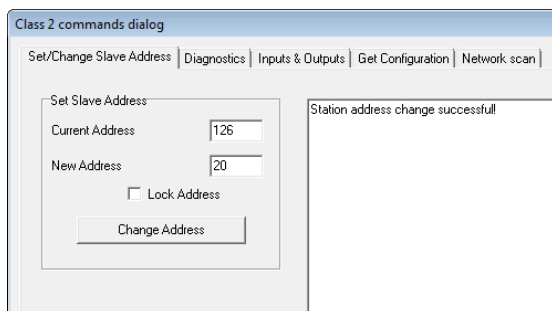 Class 2 commands dialog
Set/Change Slave Address Diagnostics Inputs & Outputs Get Configuration Network scan
Set Slave Address
Current Address 126
New Address 20
Lock Address
Change Address
Station address change successful!